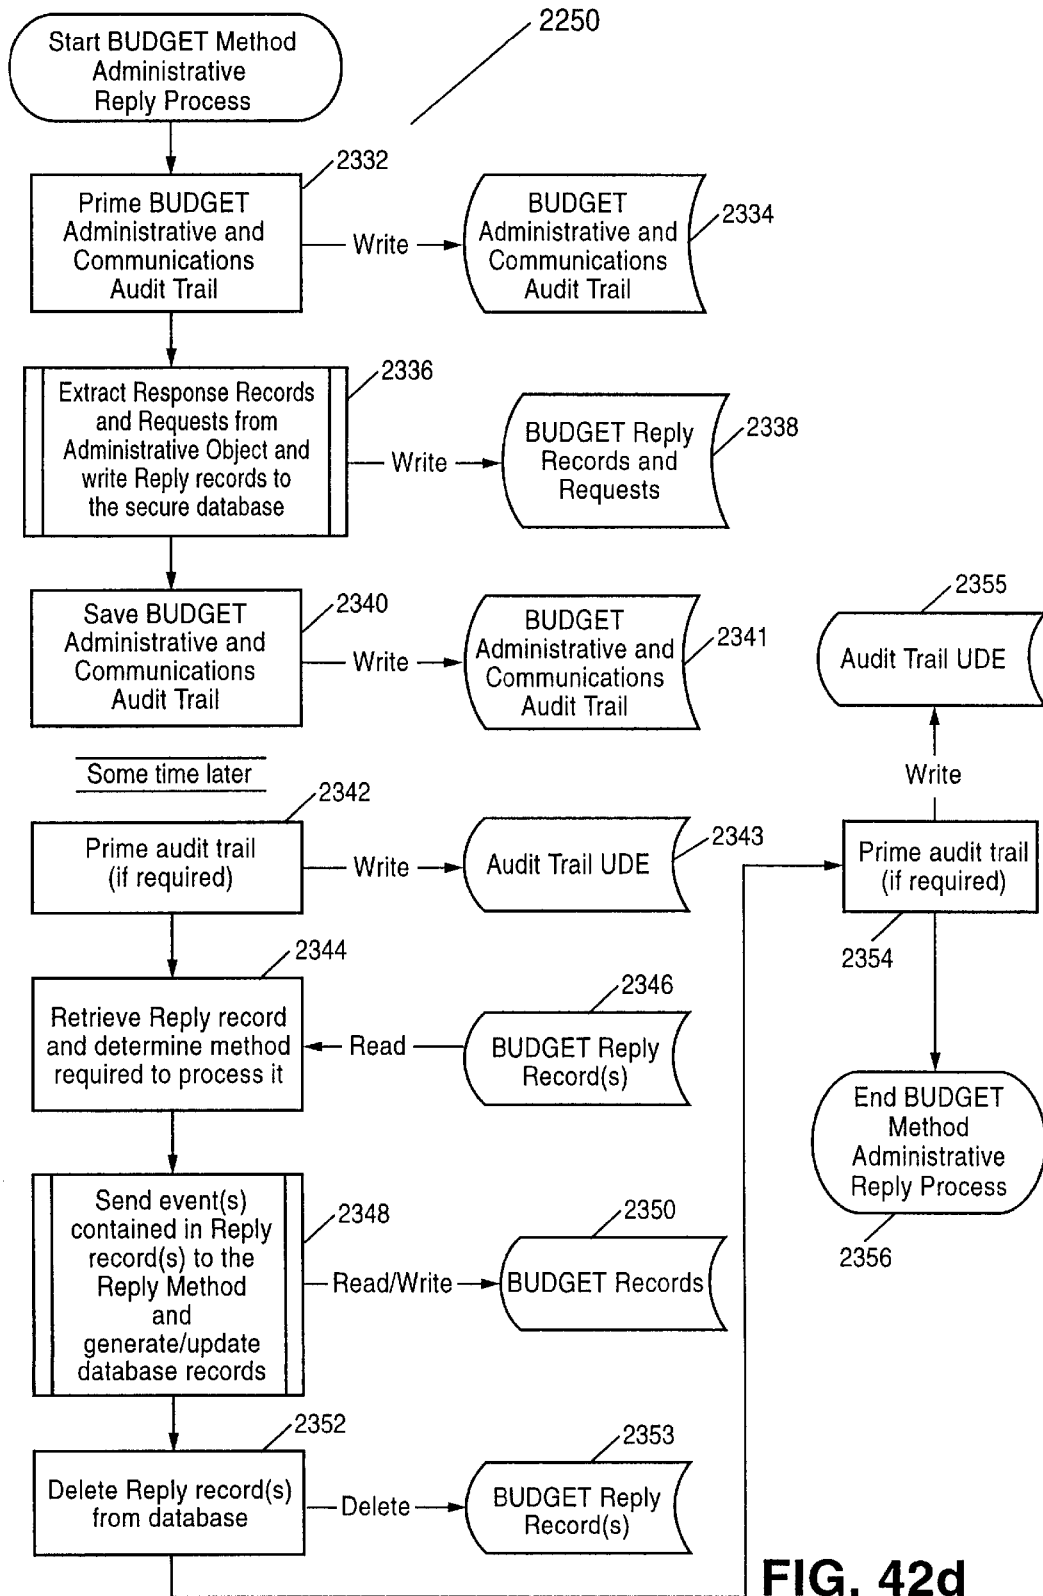 Start BUDGET Method
Administrative
Reply Process
2250
2332
Prime BUDGET
Administrative and
Communications
Audit Trail
Write
BUDGET
Administrative and
Communications
Audit Trail
2334
2336
Extract Response Records
and Requests from
Administrative Object and
write Reply records to
the secure database
Write
BUDGET Reply
Records and
Requests
2338
Save BUDGET
Administrative and
Communications
Audit Trail
2340
Write
BUDGET
Administrative and
Communications
Audit Trail
2341
Some time later
2342
Prime audit trail
(if required)
Write
Audit Trail UDE
2343
2344
Retrieve Reply record
and determine method
required to process it
Read
2346
BUDGET Reply
Record(s)
Send event(s)
contained in Reply
record(s) to the
Reply Method
and
generate/update
database records
2348
Read/Write
2350
BUDGET Records
2352
Delete Reply record(s)
from database
Delete
2353
BUDGET Reply
Record(s)
2355
Audit Trail UDE
Write
Prime audit trail
(if required)
2354
End BUDGET
Method
Administrative
Reply Process
2356
FIG. 42d